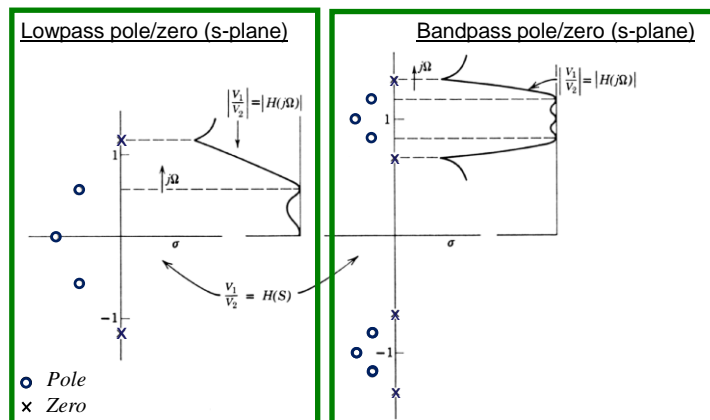 Lowpass pole/zero (s-plane)
|V₁/V₂| = |H(jΩ)|
1
jΩ
σ
V₁/V₂ = H(S)
−1
o Pole
× Zero
Bandpass pole/zero (s-plane)
jΩ
|V₁/V₂| = |H(jΩ)|
1
σ
−1